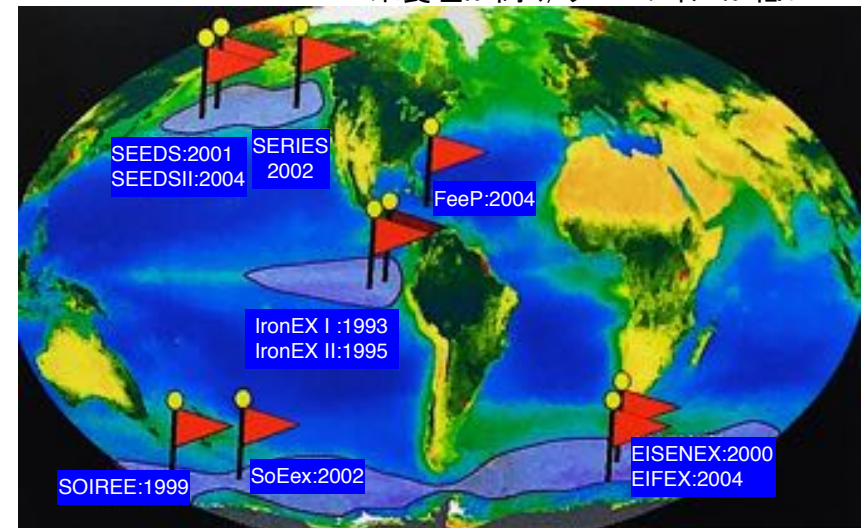 SEEDS:2001
SEEDSII:2004
SERIES
2002
FeeP:2004
IronEX I :1993
IronEX II:1995
SOIREE:1999
SoEex:2002
EISENEX:2000
EIFEX:2004